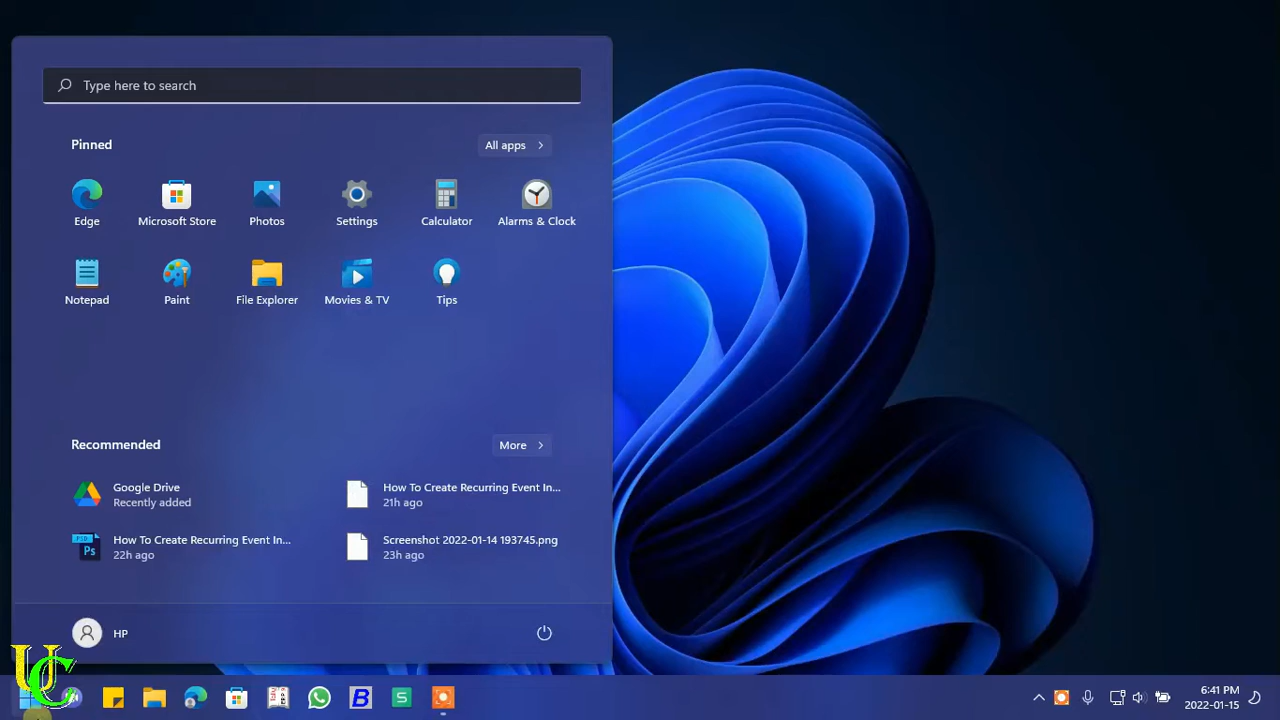 Type here to search
Pinned
All apps
Edge
Microsoft Store
Photos
Settings
Calculator
Alarms & Clock
Notepad
Paint
File Explorer
Movies & TV
Tips
Recommended
More
Google Drive
Recently added
How To Create Recurring Event In...
21h ago
PSD
Ps
How To Create Recurring Event In...
22h ago
Screenshot 2022-01-14 193745.png
23h ago
HP
UC
B
S
6:41 PM
2022-01-15